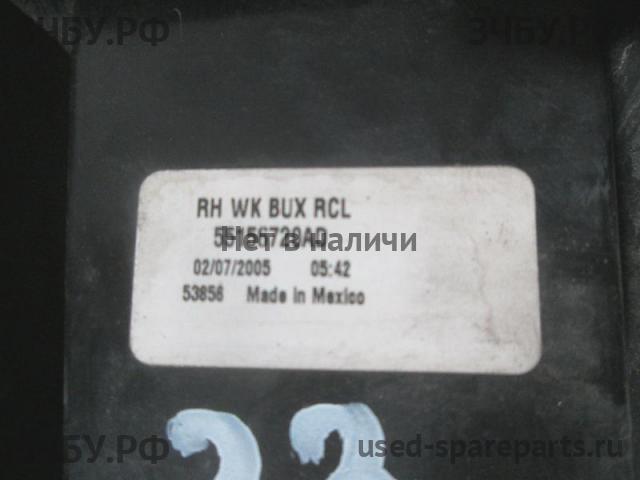 ЗЧБУ.РФ
ЗЧБУ.РФ
RH WK BUX RCL
Нет в наличи
02/07/2005 05:42
53856 Made in Mexico
23
ЗЧБУ.РФ
used-spareparts.ru